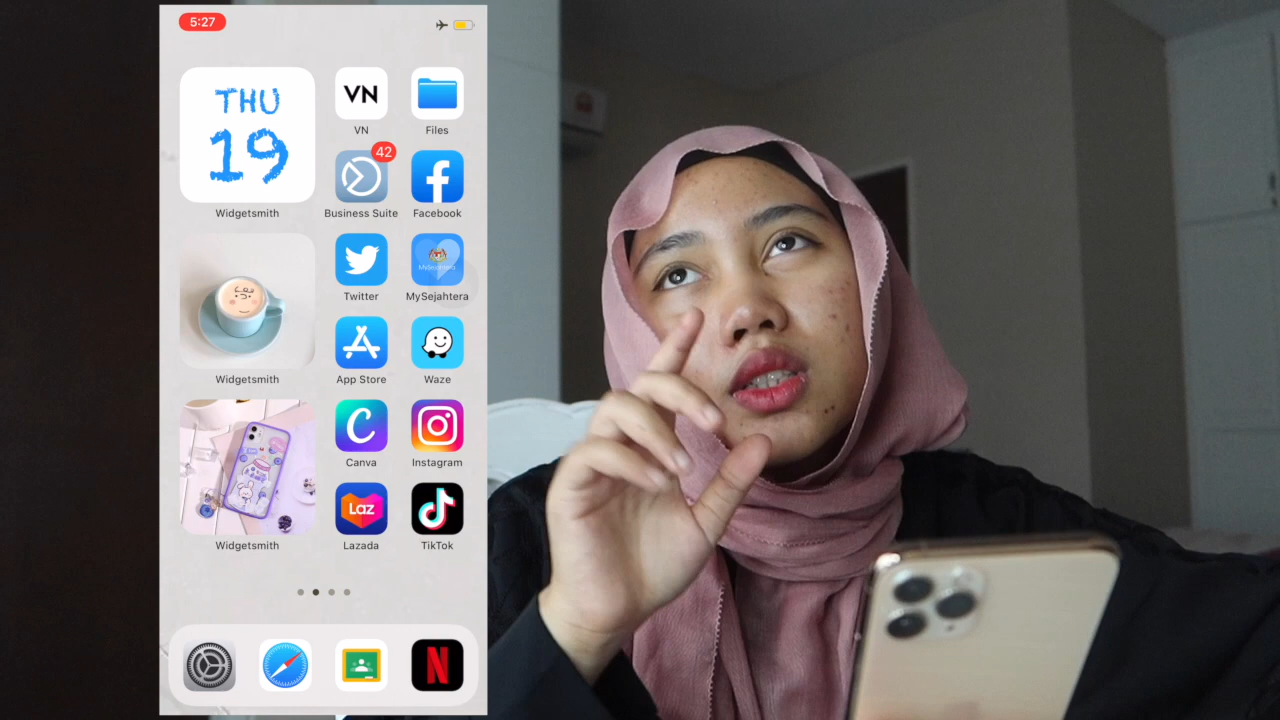 5:27
THU
19
Widgetsmith
VN
VN
Files
42
Business Suite
Facebook
Widgetsmith
Twitter
MySejahtera
MySejahtera
App Store
Waze
Widgetsmith
Canva
Instagram
Laz
Lazada
TikTok